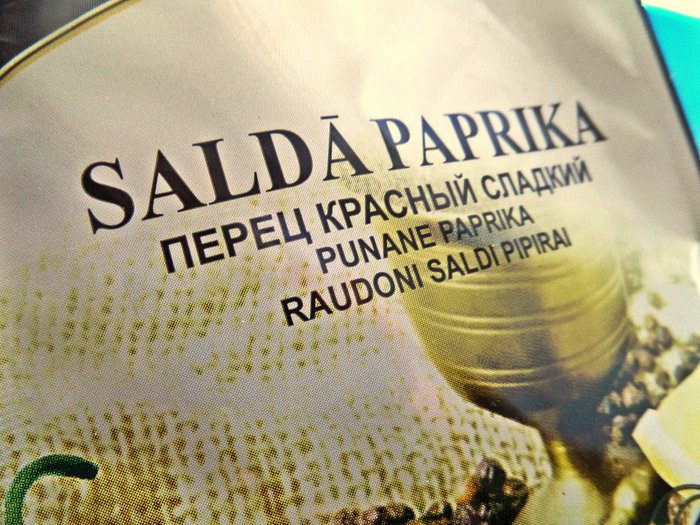 SALDĀ PAPRIKA
ПЕРЕЦ КРАСНЫЙ СЛАДКИЙ
PUNANE PAPRIKA
RAUDONI SALDI PIPIRAI